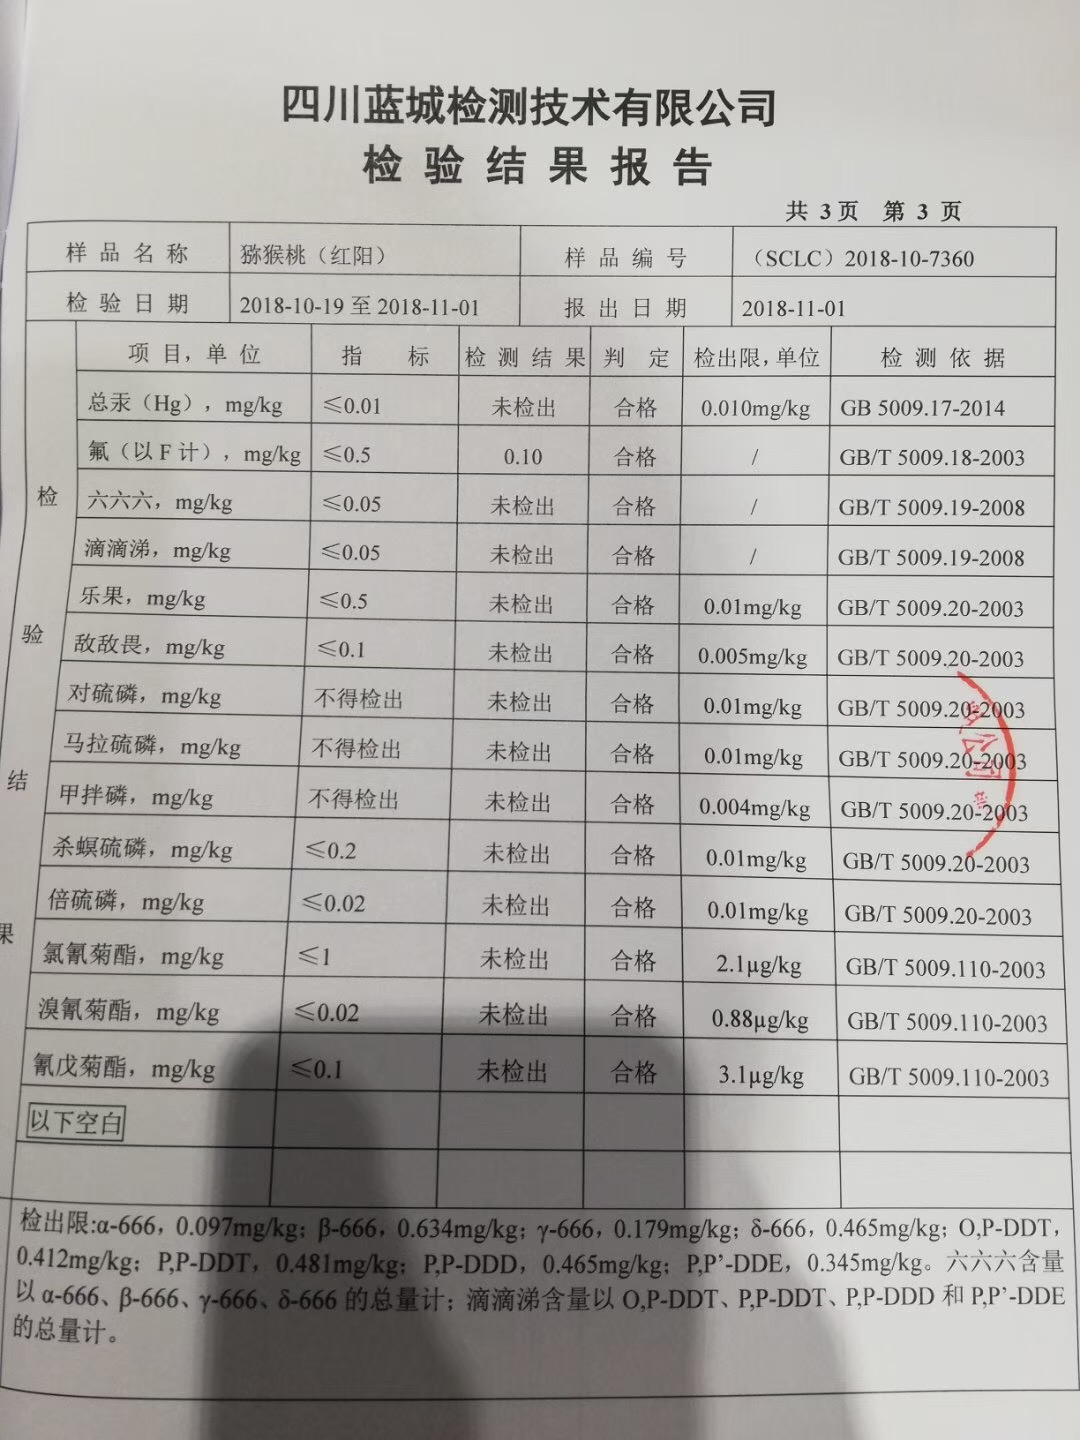 四川蓝城检测技术有限公司
检验结果报告
共 3 页 第 3 页
样品名称 猕猴桃（红阳） 样品编号 （SCLC）2018-10-7360
检验日期 2018-10-19 至 2018-11-01 报出日期 2018-11-01
检验结果
项目，单位 指标 检测结果 判定 检出限，单位 检测依据
总汞（Hg），mg/kg ≤0.01 未检出 合格 0.010mg/kg GB 5009.17-2014
氟（以 F 计），mg/kg ≤0.5 0.10 合格 / GB/T 5009.18-2003
六六六，mg/kg ≤0.05 未检出 合格 / GB/T 5009.19-2008
滴滴涕，mg/kg ≤0.05 未检出 合格 / GB/T 5009.19-2008
乐果，mg/kg ≤0.5 未检出 合格 0.01mg/kg GB/T 5009.20-2003
敌敌畏，mg/kg ≤0.1 未检出 合格 0.005mg/kg GB/T 5009.20-2003
对硫磷，mg/kg 不得检出 未检出 合格 0.01mg/kg GB/T 5009.20-2003
马拉硫磷，mg/kg 不得检出 未检出 合格 0.01mg/kg GB/T 5009.20-2003
甲拌磷，mg/kg 不得检出 未检出 合格 0.004mg/kg GB/T 5009.20-2003
杀螟硫磷，mg/kg ≤0.2 未检出 合格 0.01mg/kg GB/T 5009.20-2003
倍硫磷，mg/kg ≤0.02 未检出 合格 0.01mg/kg GB/T 5009.20-2003
氯氰菊酯，mg/kg ≤1 未检出 合格 2.1μg/kg GB/T 5009.110-2003
溴氰菊酯，mg/kg ≤0.02 未检出 合格 0.88μg/kg GB/T 5009.110-2003
氰戊菊酯，mg/kg ≤0.1 未检出 合格 3.1μg/kg GB/T 5009.110-2003
以下空白
检出限:α-666，0.097mg/kg；β-666，0.634mg/kg；γ-666，0.179mg/kg；δ-666，0.465mg/kg；O,P-DDT，
0.412mg/kg；P,P-DDT，0.481mg/kg；P,P-DDD，0.465mg/kg；P,P'-DDE，0.345mg/kg。六六六含量
以 α-666、β-666、γ-666、δ-666 的总量计；滴滴涕含量以 O,P-DDT、P,P-DDT、P,P-DDD 和 P,P'-DDE
的总量计。
公司